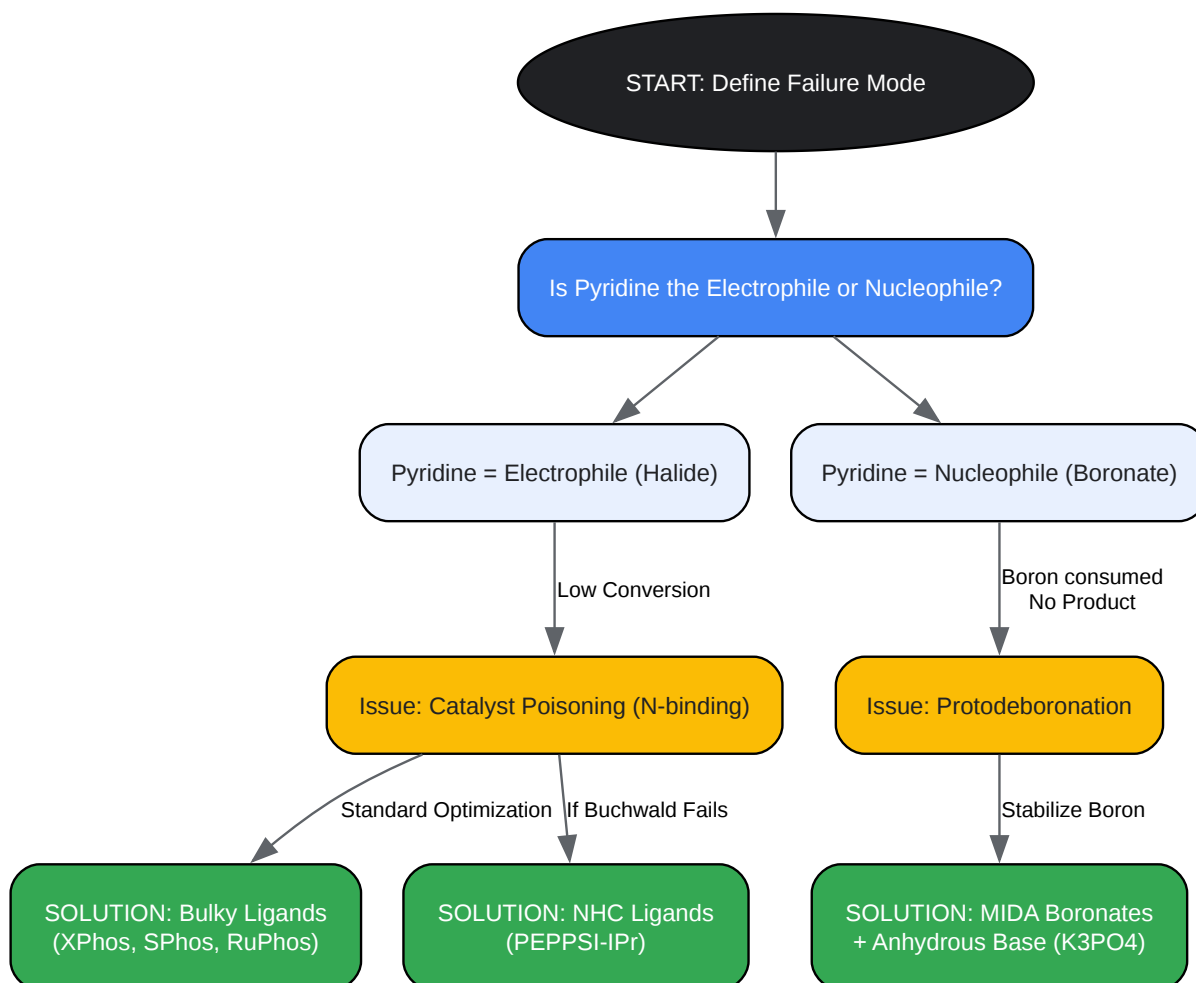 START: Define Failure Mode
Is Pyridine the Electrophile or Nucleophile?
Pyridine = Electrophile (Halide)
Pyridine = Nucleophile (Boronate)
Low Conversion
Boron consumed
No Product
Issue: Catalyst Poisoning (N-binding)
Issue: Protodeboronation
Standard Optimization
If Buchwald Fails
Stabilize Boron
SOLUTION: Bulky Ligands
(XPhos, SPhos, RuPhos)
SOLUTION: NHC Ligands
(PEPPSI-IPr)
SOLUTION: MIDA Boronates
+ Anhydrous Base (K3PO4)